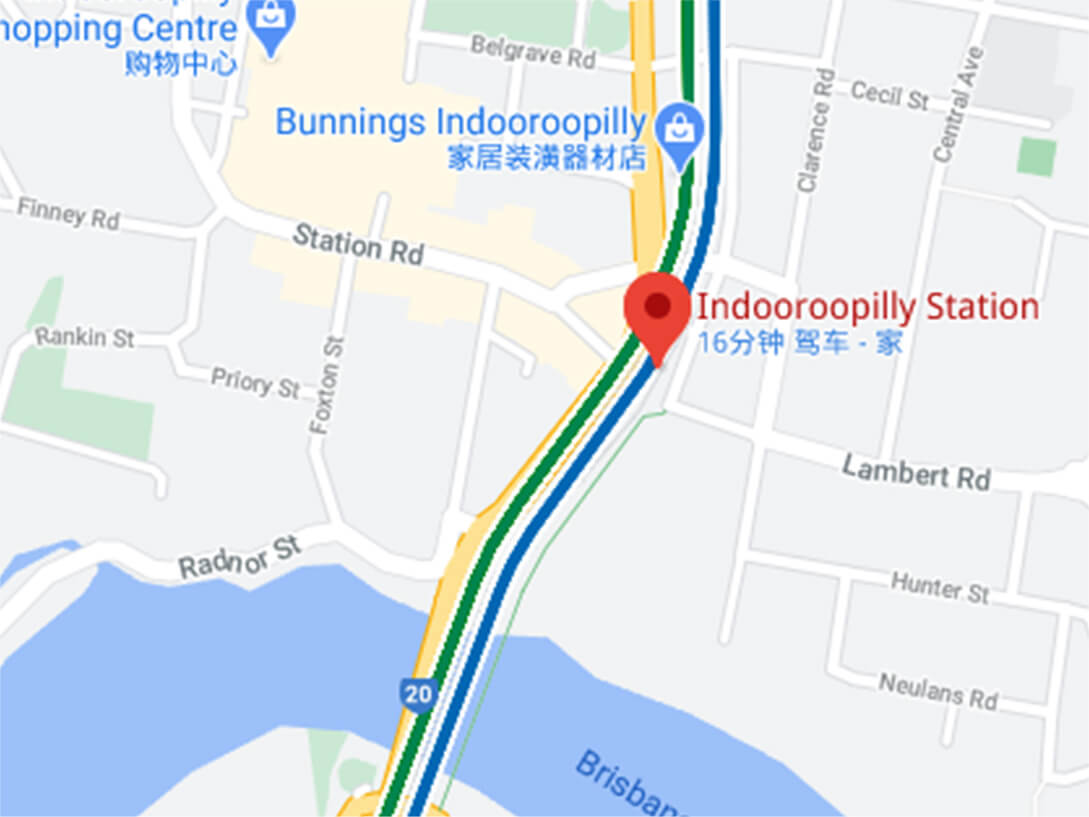 hopping Centre
购物中心
Belgrave Rd
Cecil St
Central Ave
Clarence Rd
Bunnings Indooroopilly
家居装潢器材店
Finney Rd
Station Rd
Indooroopilly Station
16分钟 驾车 - 家
Rankin St
Priory St
Foxton St
Lambert Rd
Radnor St
Hunter St
20
Neulans Rd
Brisban